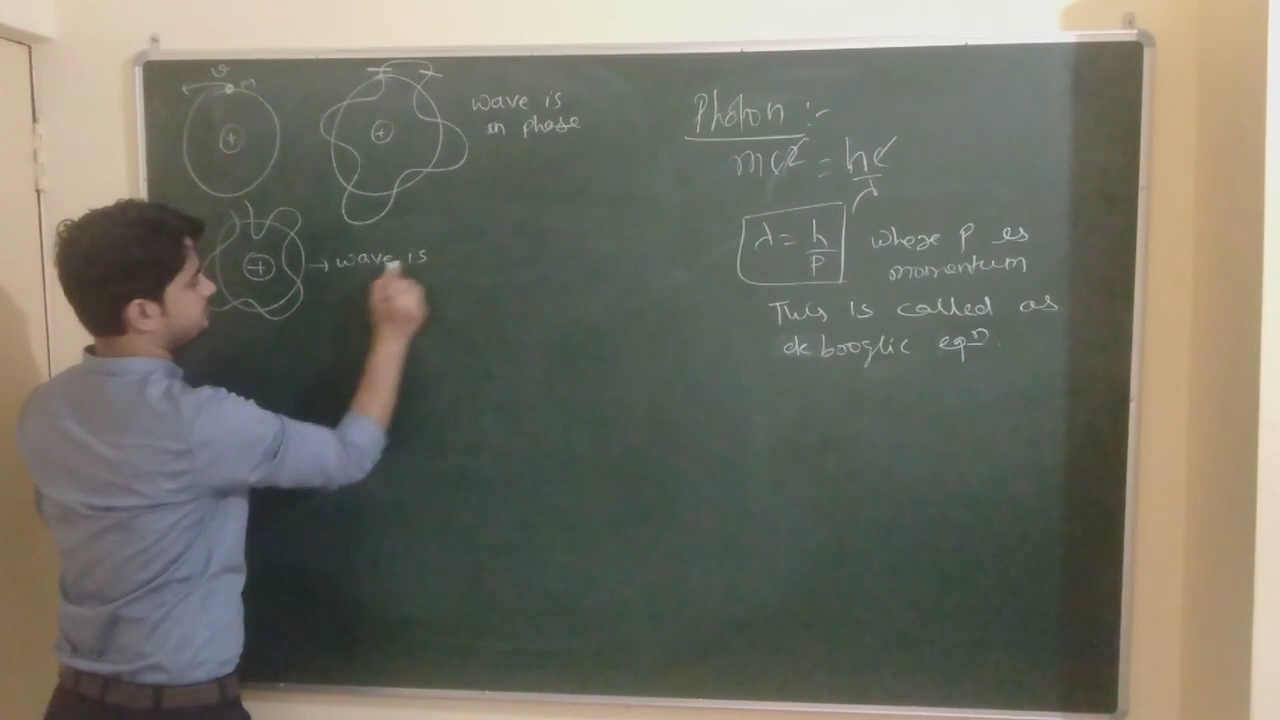 v
m
+
+
wave is
in phase
+
→ wave is
Photon :-
mc2 = hc
λ
λ = h
P
where P is
momentum
This is called as
de broglie eqn.